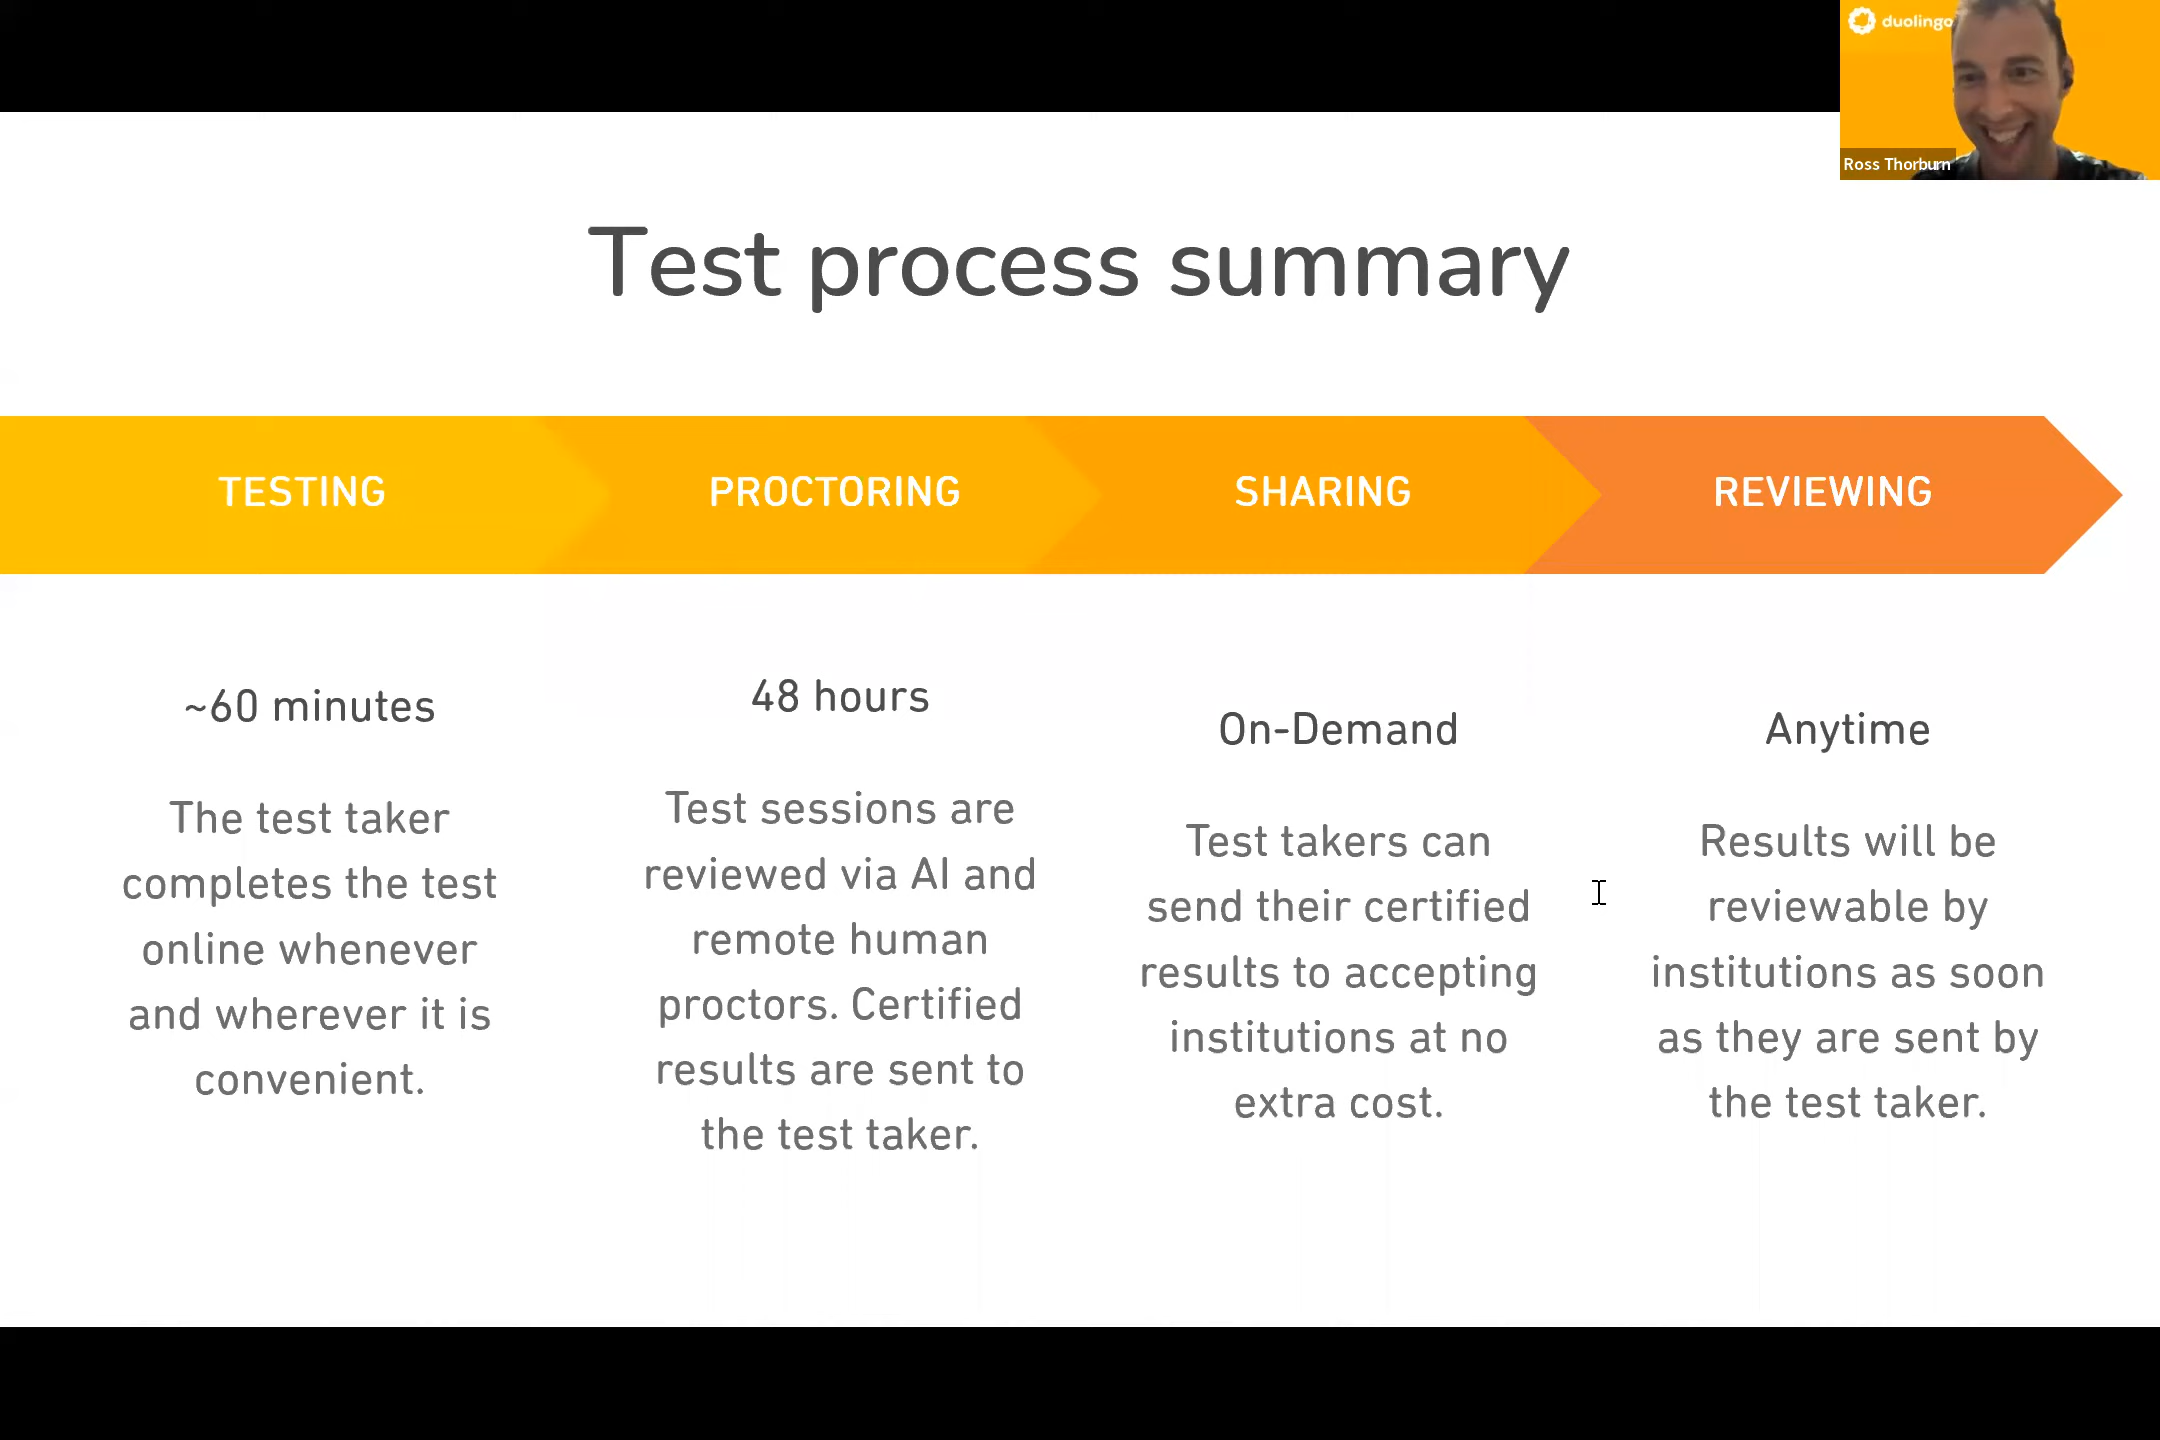 duolingo
Ross Thorburn
Test process summary
TESTING
PROCTORING
SHARING
REVIEWING
~60 minutes
The test taker
completes the test
online whenever
and wherever it is
convenient.
48 hours
Test sessions are
reviewed via AI and
remote human
proctors. Certified
results are sent to
the test taker.
On-Demand
Test takers can
send their certified
results to accepting
institutions at no
extra cost.
Anytime
Results will be
reviewable by
institutions as soon
as they are sent by
the test taker.